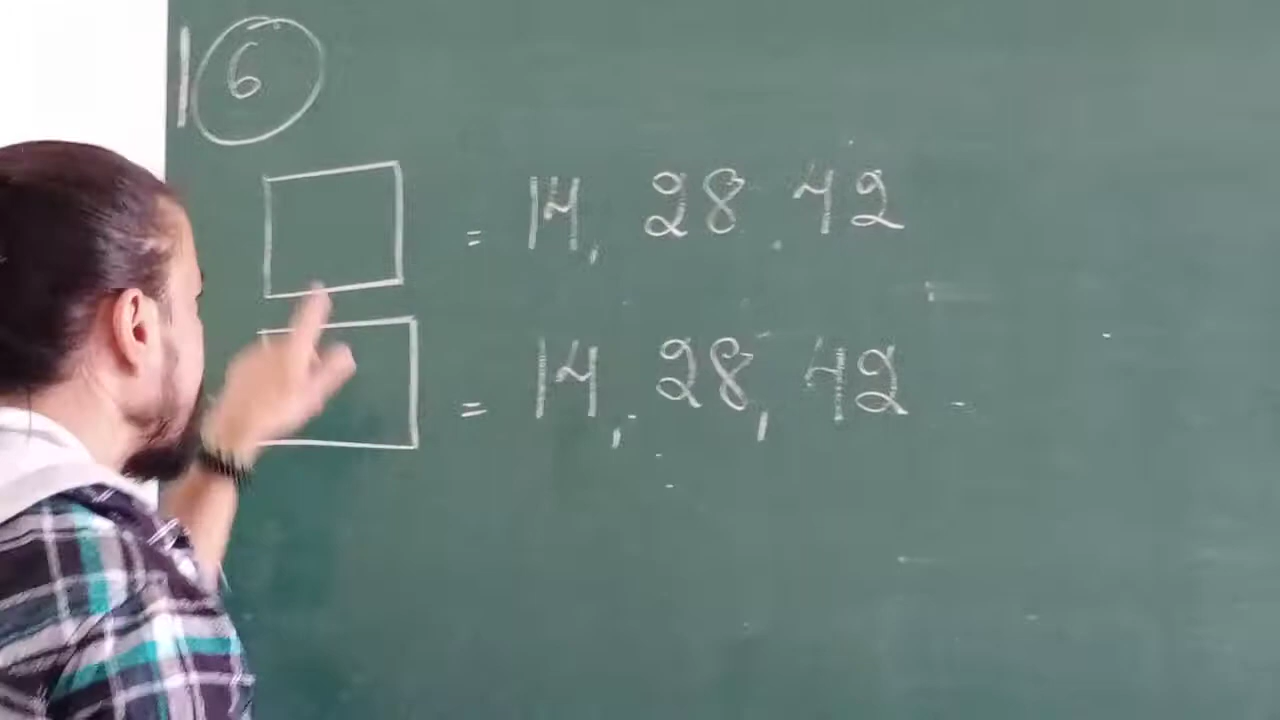 16
= 14, 28, 42
= 14, 28, 42